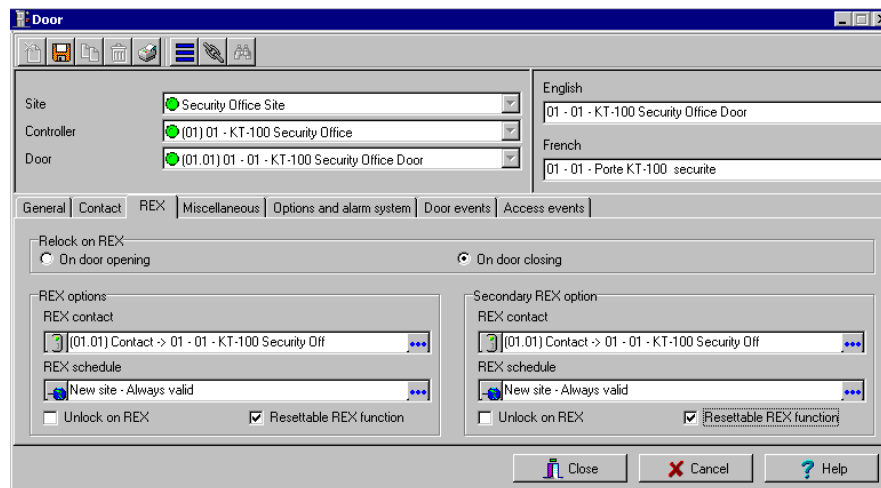 Door
Site
Security Office Site
Controller
(01) 01 - KT-100 Security Office
Door
(01.01) 01 - 01 - KT-100 Security Office Door
English
01 - 01 - KT-100 Security Office Door
French
01 - 01 - Porte KT-100 securite
General Contact REX Miscellaneous Options and alarm system Door events Access events
Relock on REX
On door opening On door closing
REX options
REX contact
(01.01) Contact -> 01 - 01 - KT-100 Security Off
REX schedule
New site - Always valid
Unlock on REX Resettable REX function
Secondary REX option
REX contact
(01.01) Contact -> 01 - 01 - KT-100 Security Off
REX schedule
New site - Always valid
Unlock on REX Resettable REX function
Close Cancel Help